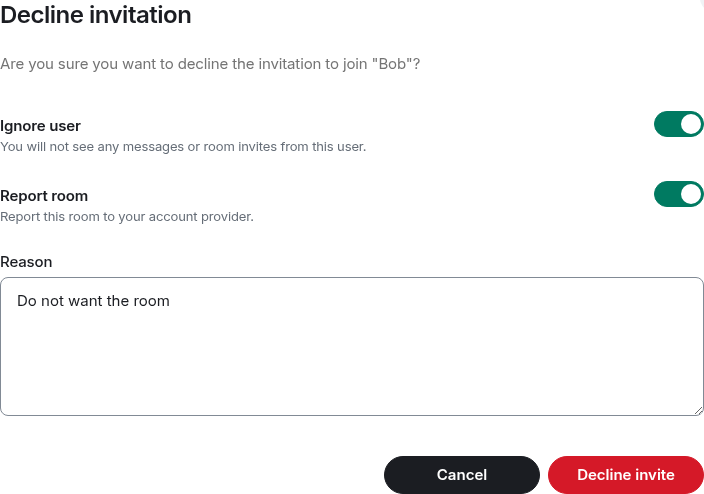 Decline invitation
Are you sure you want to decline the invitation to join "Bob"?
Ignore user
You will not see any messages or room invites from this user.
Report room
Report this room to your account provider.
Reason
Do not want the room
Cancel
Decline invite